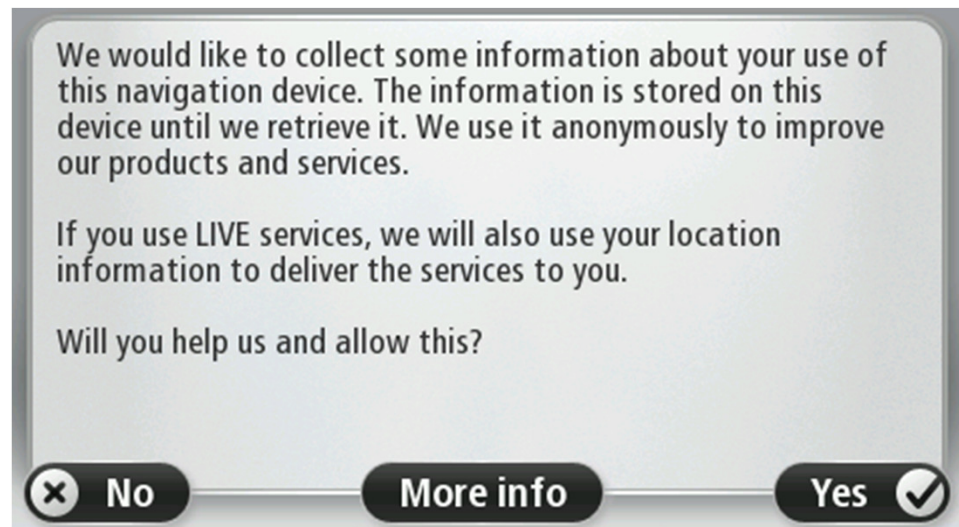 We would like to collect some information about your use of
this navigation device. The information is stored on this
device until we retrieve it. We use it anonymously to improve
our products and services.
If you use LIVE services, we will also use your location
information to deliver the services to you.
Will you help us and allow this?
No
More info
Yes